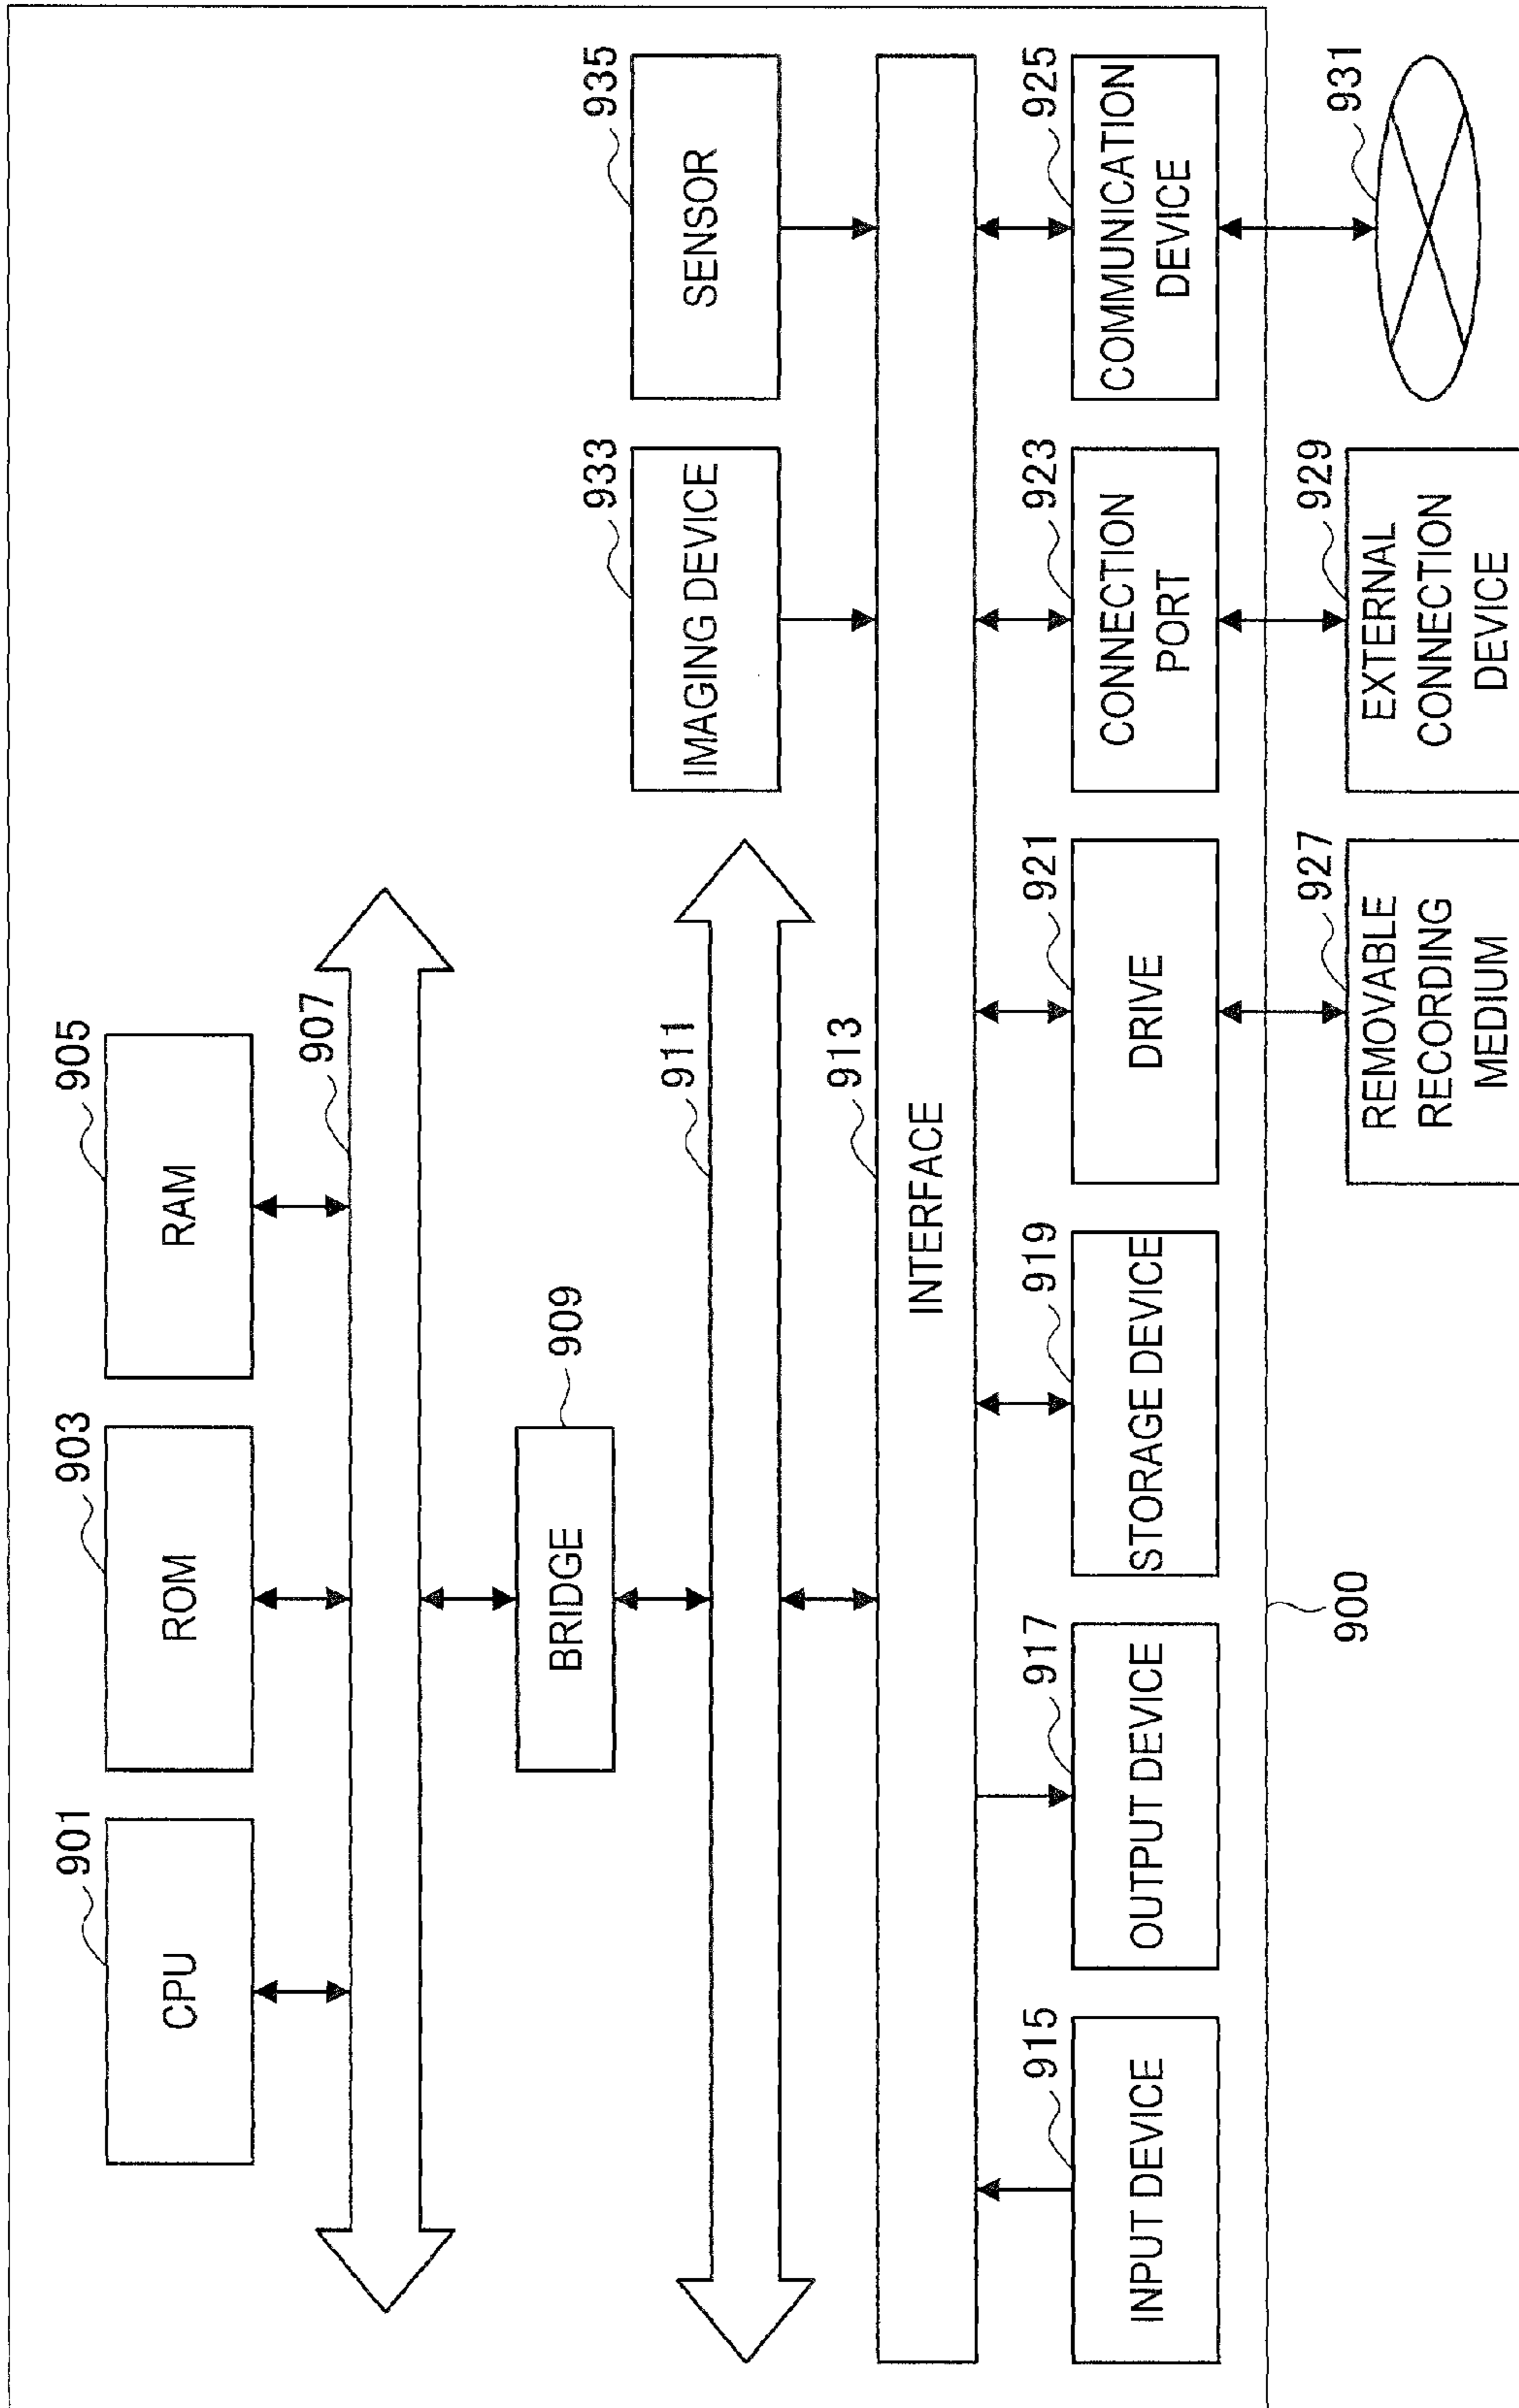 901
CPU
903
ROM
905
RAM
907
909
BRIDGE
911
933
IMAGING DEVICE
935
SENSOR
913
INTERFACE
915
INPUT DEVICE
917
OUTPUT DEVICE
919
STORAGE DEVICE
921
DRIVE
923
CONNECTION
PORT
925
COMMUNICATION
DEVICE
900
927
REMOVABLE
RECORDING
MEDIUM
929
EXTERNAL
CONNECTION
DEVICE
931